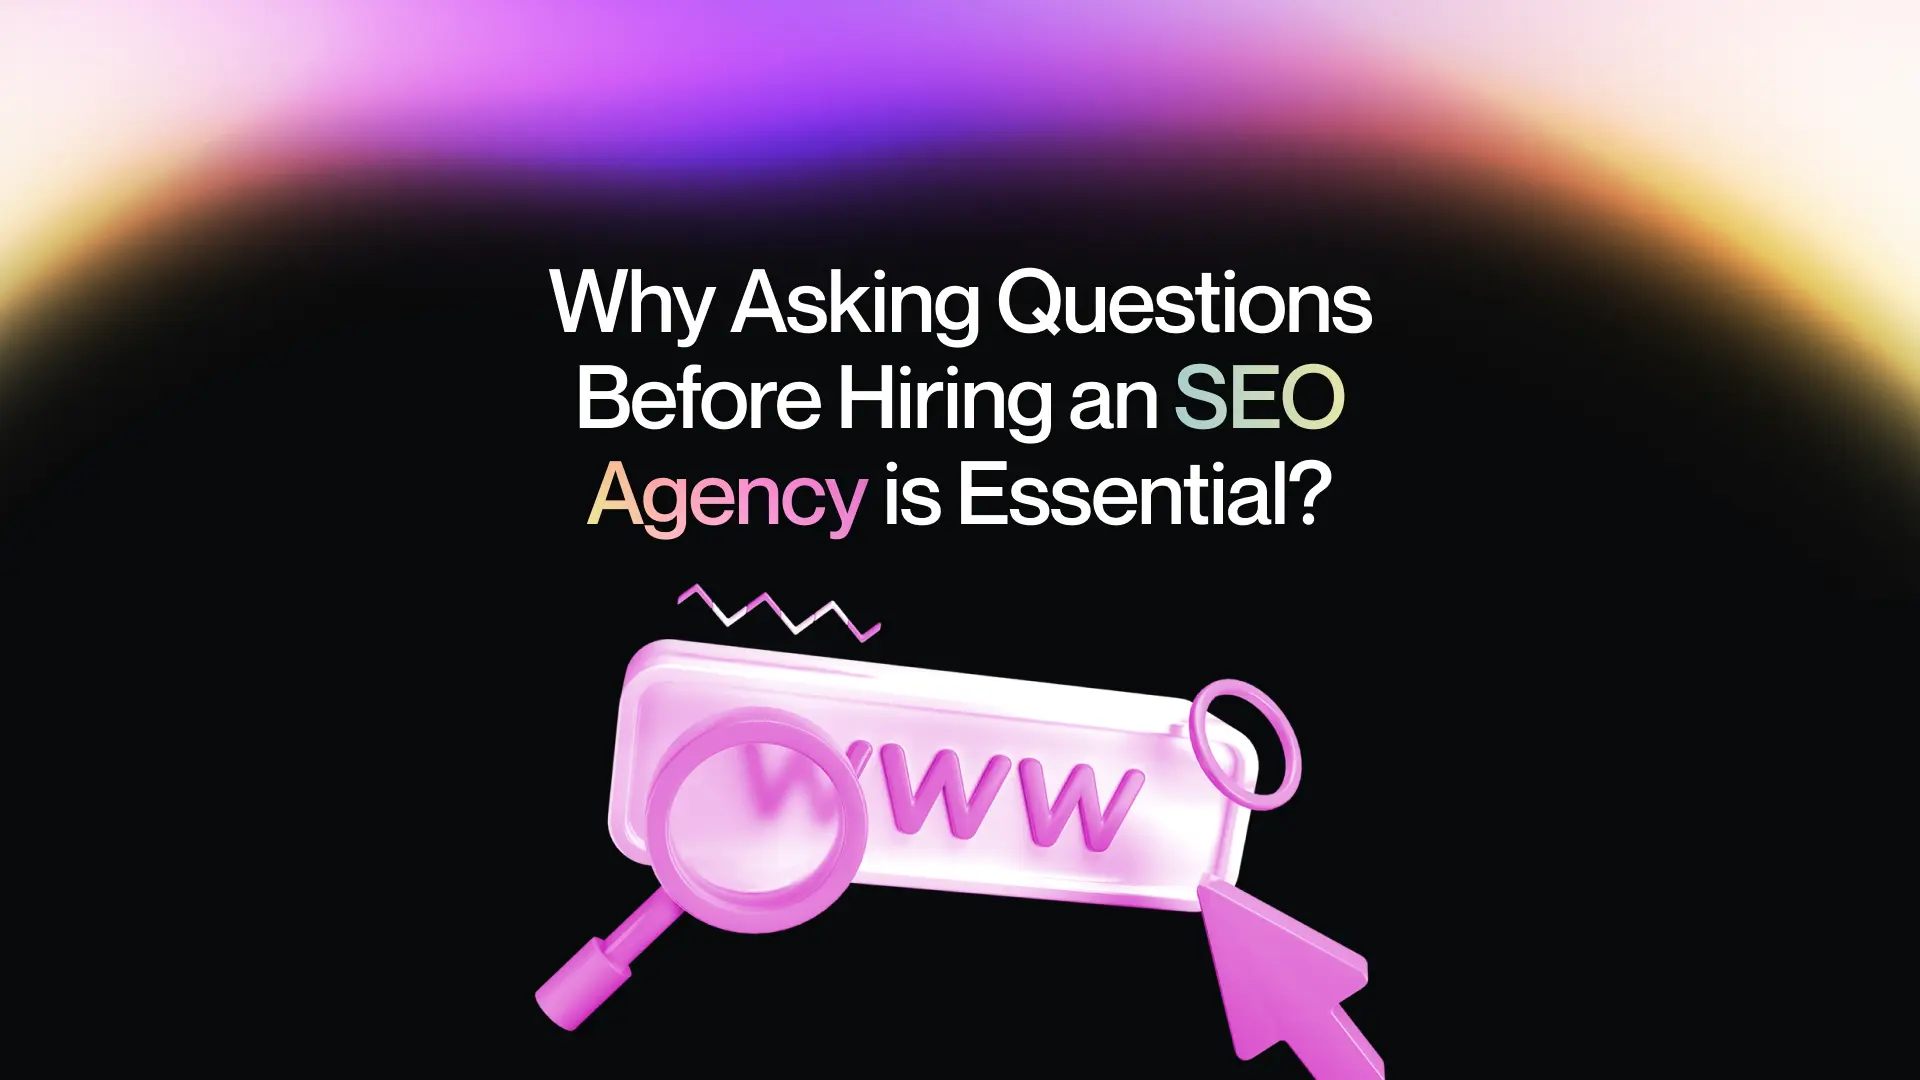 Why Asking Questions
Before Hiring an SEO
Agency is Essential?
WWW